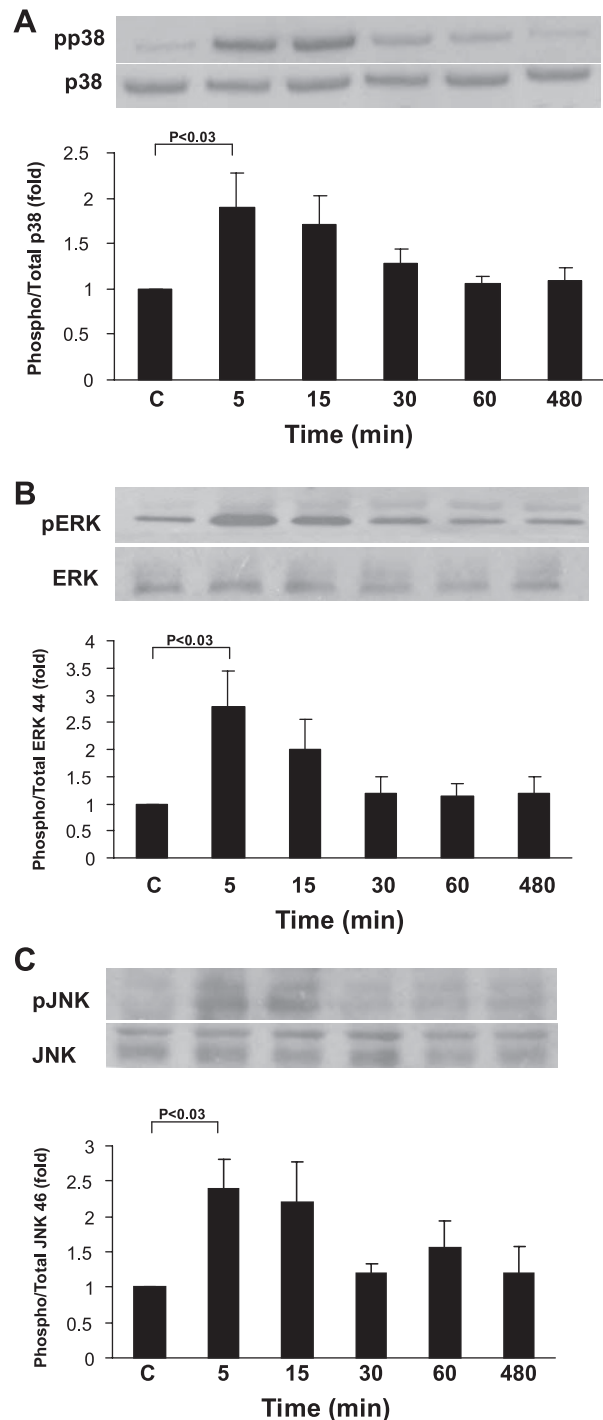 A
pp38
p38
P<0.03
Phospho/Total p38 (fold)
2.5
2
1.5
1
0.5
0
C 5 15 30 60 480
Time (min)
B
pERK
ERK
P<0.03
Phospho/Total ERK 44 (fold)
4
3.5
3
2.5
2
1.5
1
0.5
0
C 5 15 30 60 480
Time (min)
C
pJNK
JNK
P<0.03
Phospho/Total JNK 46 (fold)
3
2.5
2
1.5
1
0.5
0
C 5 15 30 60 480
Time (min)